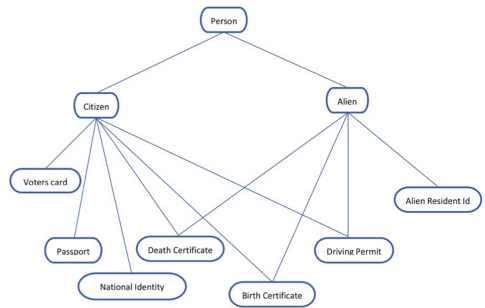 Person
Citizen
Alien
Voters card
Alien Resident Id
Passport
Death Certificate
Driving Permit
National Identity
Birth Certificate